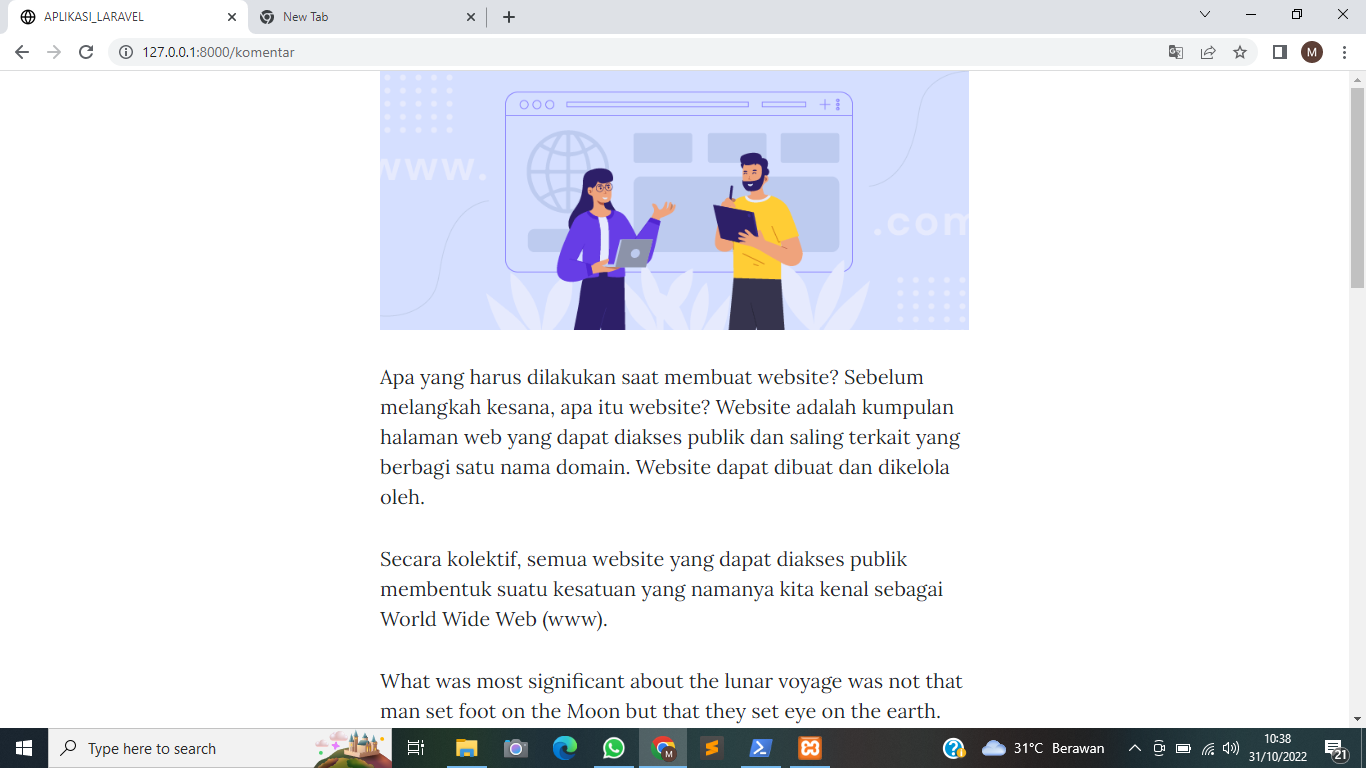 APLIKASI_LARAVEL
New Tab
127.0.0.1:8000/komentar
M
www.
.com
Apa yang harus dilakukan saat membuat website? Sebelum
melangkah kesana, apa itu website? Website adalah kumpulan
halaman web yang dapat diakses publik dan saling terkait yang
berbagi satu nama domain. Website dapat dibuat dan dikelola
oleh.
Secara kolektif, semua website yang dapat diakses publik
membentuk suatu kesatuan yang namanya kita kenal sebagai
World Wide Web (www).
What was most significant about the lunar voyage was not that
man set foot on the Moon but that they set eye on the earth.
Type here to search
M
31°C Berawan
10:38
31/10/2022
21